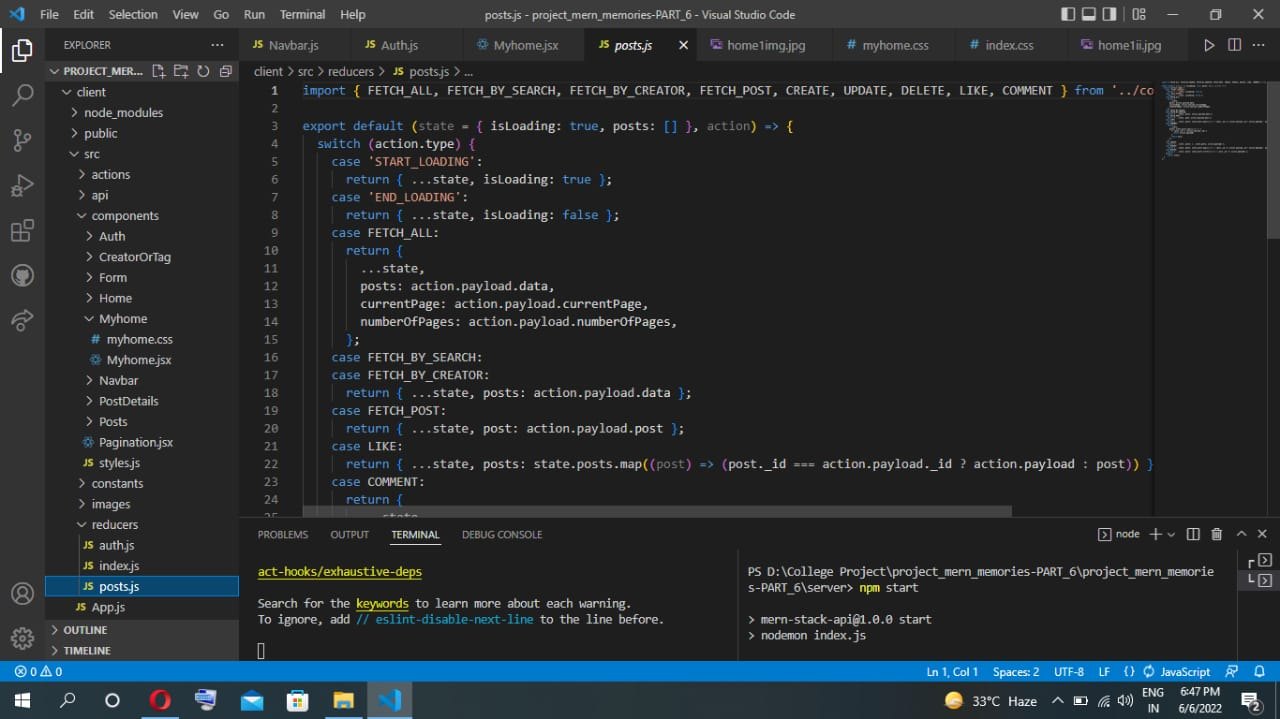 File Edit Selection View Go Run Terminal Help posts.js - project_mern_memories-PART_6 - Visual Studio Code
EXPLORER
Navbar.js Auth.js Myhome.jsx posts.js home1img.jpg myhome.css index.css home1ii.jpg
PROJECT_MER...
client
node_modules
public
src
actions
api
components
Auth
CreatorOrTag
Form
Home
Myhome
myhome.css
Myhome.jsx
Navbar
PostDetails
Posts
Pagination.jsx
styles.js
constants
images
reducers
auth.js
index.js
posts.js
App.js
OUTLINE
TIMELINE
client > src > reducers > JS posts.js > ...
1 import { FETCH_ALL, FETCH_BY_SEARCH, FETCH_BY_CREATOR, FETCH_POST, CREATE, UPDATE, DELETE, LIKE, COMMENT } from '../co
2
3 export default (state = { isLoading: true, posts: [] }, action) => {
4 switch (action.type) {
5 case 'START_LOADING':
6 return { ...state, isLoading: true };
7 case 'END_LOADING':
8 return { ...state, isLoading: false };
9 case FETCH_ALL:
10 return {
11 ...state,
12 posts: action.payload.data,
13 currentPage: action.payload.currentPage,
14 numberOfPages: action.payload.numberOfPages,
15 };
16 case FETCH_BY_SEARCH:
17 case FETCH_BY_CREATOR:
18 return { ...state, posts: action.payload.data };
19 case FETCH_POST:
20 return { ...state, post: action.payload.post };
21 case LIKE:
22 return { ...state, posts: state.posts.map((post) => (post._id === action.payload._id ? action.payload : post)) }
23 case COMMENT:
24 return {
PROBLEMS OUTPUT TERMINAL DEBUG CONSOLE node
act-hooks/exhaustive-deps
Search for the keywords to learn more about each warning.
To ignore, add // eslint-disable-next-line to the line before.
PS D:\College Project\project_mern_memories-PART_6\project_mern_memorie
s-PART_6\server> npm start
> mern-stack-api@1.0.0 start
> nodemon index.js
0 0 Ln 1, Col 1 Spaces: 2 UTF-8 LF {} JavaScript
33°C Haze ENG IN 6:47 PM 6/6/2022 2